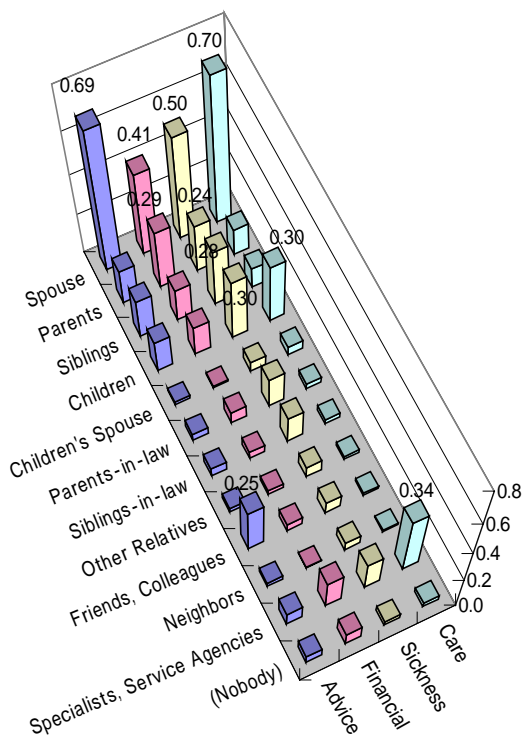 0.70
0.69
0.50
0.41
0.29
0.24
0.30
0.28
0.30
Spouse
Parents
Siblings
Children
Children's Spouse
Parents-in-law
Siblings-in-law
Other Relatives
Friends, Colleagues
Neighbors
Specialists, Service Agencies
(Nobody)
0.25
0.34
0.8
0.6
0.4
0.2
0.0
Advice
Financial
Sickness
Care